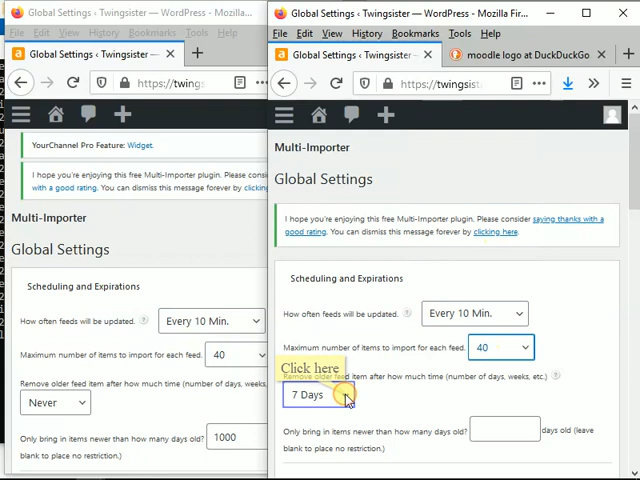 Global Settings ‹ Twingsister — WordPress — Mozilla...
File Edit View History Bookmarks Tools Help
Global Settings ‹ Twingsister
https://twings
YourChannel Pro Feature: Widget.
I hope you're enjoying this free Multi-Importer plugin. Please consi
with a good rating. You can dismiss this message forever by clicking
Multi-Importer
Global Settings
Scheduling and Expirations
How often feeds will be updated.
Every 10 Min.
Maximum number of items to import for each feed.
40
Remove older feed item after how much time (number of days, weeks, etc.)
Never
Only bring in items newer than how many days old?
1000
blank to place no restriction.)
Global Settings ‹ Twingsister — WordPress — Mozilla Fir...
File Edit View History Bookmarks Tools Help
Global Settings ‹ Twingsister
moodle logo at DuckDuckGo
https://twingsist
Multi-Importer
Global Settings
I hope you're enjoying this free Multi-Importer plugin. Please consider saying thanks with a
good rating. You can dismiss this message forever by clicking here.
Scheduling and Expirations
How often feeds will be updated. ? Every 10 Min.
Maximum number of items to import for each feed. 40
Click here
Remove older feed item after how much time (number of days, weeks, etc.) ?
7 Days
Only bring in items newer than how many days old? days old (leave
blank to place no restriction.)